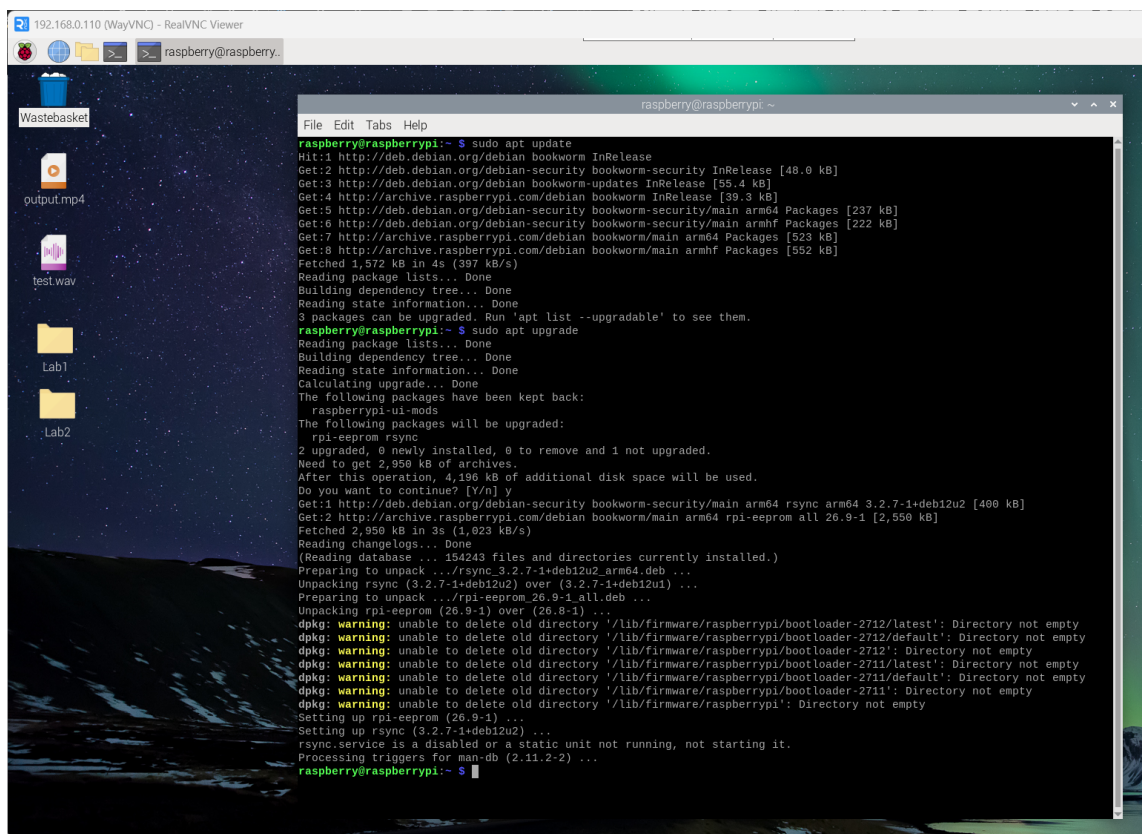 192.168.0.110 (WayVNC) - RealVNC Viewer
raspberry@raspberry..
Wastebasket
output.mp4
test.wav
Lab1
Lab2
raspberry@raspberrypi: ~
File Edit Tabs Help
raspberry@raspberrypi:~ $ sudo apt update
Hit:1 http://deb.debian.org/debian bookworm InRelease
Get:2 http://deb.debian.org/debian-security bookworm-security InRelease [48.0 kB]
Get:3 http://deb.debian.org/debian bookworm-updates InRelease [55.4 kB]
Get:4 http://archive.raspberrypi.com/debian bookworm InRelease [39.3 kB]
Get:5 http://deb.debian.org/debian-security bookworm-security/main arm64 Packages [237 kB]
Get:6 http://deb.debian.org/debian-security bookworm-security/main armhf Packages [222 kB]
Get:7 http://archive.raspberrypi.com/debian bookworm/main arm64 Packages [523 kB]
Get:8 http://archive.raspberrypi.com/debian bookworm/main armhf Packages [552 kB]
Fetched 1,572 kB in 4s (397 kB/s)
Reading package lists... Done
Building dependency tree... Done
Reading state information... Done
3 packages can be upgraded. Run 'apt list --upgradable' to see them.
raspberry@raspberrypi:~ $ sudo apt upgrade
Reading package lists... Done
Building dependency tree... Done
Reading state information... Done
Calculating upgrade... Done
The following packages have been kept back:
raspberrypi-ui-mods
The following packages will be upgraded:
rpi-eeprom rsync
2 upgraded, 0 newly installed, 0 to remove and 1 not upgraded.
Need to get 2,950 kB of archives.
After this operation, 4,196 kB of additional disk space will be used.
Do you want to continue? [Y/n] y
Get:1 http://deb.debian.org/debian-security bookworm-security/main arm64 rsync arm64 3.2.7-1+deb12u2 [400 kB]
Get:2 http://archive.raspberrypi.com/debian bookworm/main arm64 rpi-eeprom all 26.9-1 [2,550 kB]
Fetched 2,950 kB in 3s (1,023 kB/s)
Reading changelogs... Done
(Reading database ... 154243 files and directories currently installed.)
Preparing to unpack .../rsync_3.2.7-1+deb12u2_arm64.deb ...
Unpacking rsync (3.2.7-1+deb12u2) over (3.2.7-1+deb12u1) ...
Preparing to unpack .../rpi-eeprom_26.9-1_all.deb ...
Unpacking rpi-eeprom (26.9-1) over (26.8-1) ...
dpkg: warning: unable to delete old directory '/lib/firmware/raspberrypi/bootloader-2712/latest': Directory not empty
dpkg: warning: unable to delete old directory '/lib/firmware/raspberrypi/bootloader-2712/default': Directory not empty
dpkg: warning: unable to delete old directory '/lib/firmware/raspberrypi/bootloader-2712': Directory not empty
dpkg: warning: unable to delete old directory '/lib/firmware/raspberrypi/bootloader-2711/latest': Directory not empty
dpkg: warning: unable to delete old directory '/lib/firmware/raspberrypi/bootloader-2711/default': Directory not empty
dpkg: warning: unable to delete old directory '/lib/firmware/raspberrypi/bootloader-2711': Directory not empty
dpkg: warning: unable to delete old directory '/lib/firmware/raspberrypi': Directory not empty
Setting up rpi-eeprom (26.9-1) ...
Setting up rsync (3.2.7-1+deb12u2) ...
rsync.service is a disabled or a static unit not running, not starting it.
Processing triggers for man-db (2.11.2-2) ...
raspberry@raspberrypi:~ $